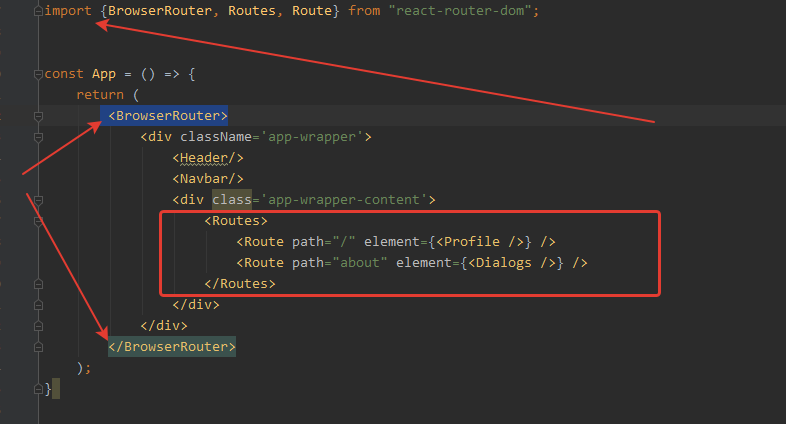 import {BrowserRouter, Routes, Route} from "react-router-dom";
const App = () => {
return (
<BrowserRouter>
<div className='app-wrapper'>
<Header/>
<Navbar/>
<div class='app-wrapper-content'>
<Routes>
<Route path="/" element={<Profile />} />
<Route path="about" element={<Dialogs />} />
</Routes>
</div>
</div>
</BrowserRouter>
);
}